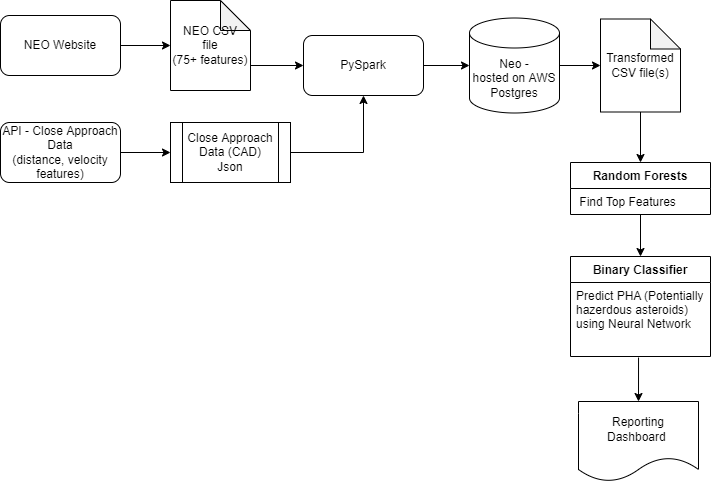 NEO Website
NEO CSV
file
(75+ features)
PySpark
Neo -
hosted on AWS
Postgres
Transformed
CSV file(s)
API - Close Approach
Data
(distance, velocity
features)
Close Approach
Data (CAD)
Json
Random Forests
Find Top Features
Binary Classifier
Predict PHA (Potentially
hazerdous asteroids)
using Neural Network
Reporting
Dashboard